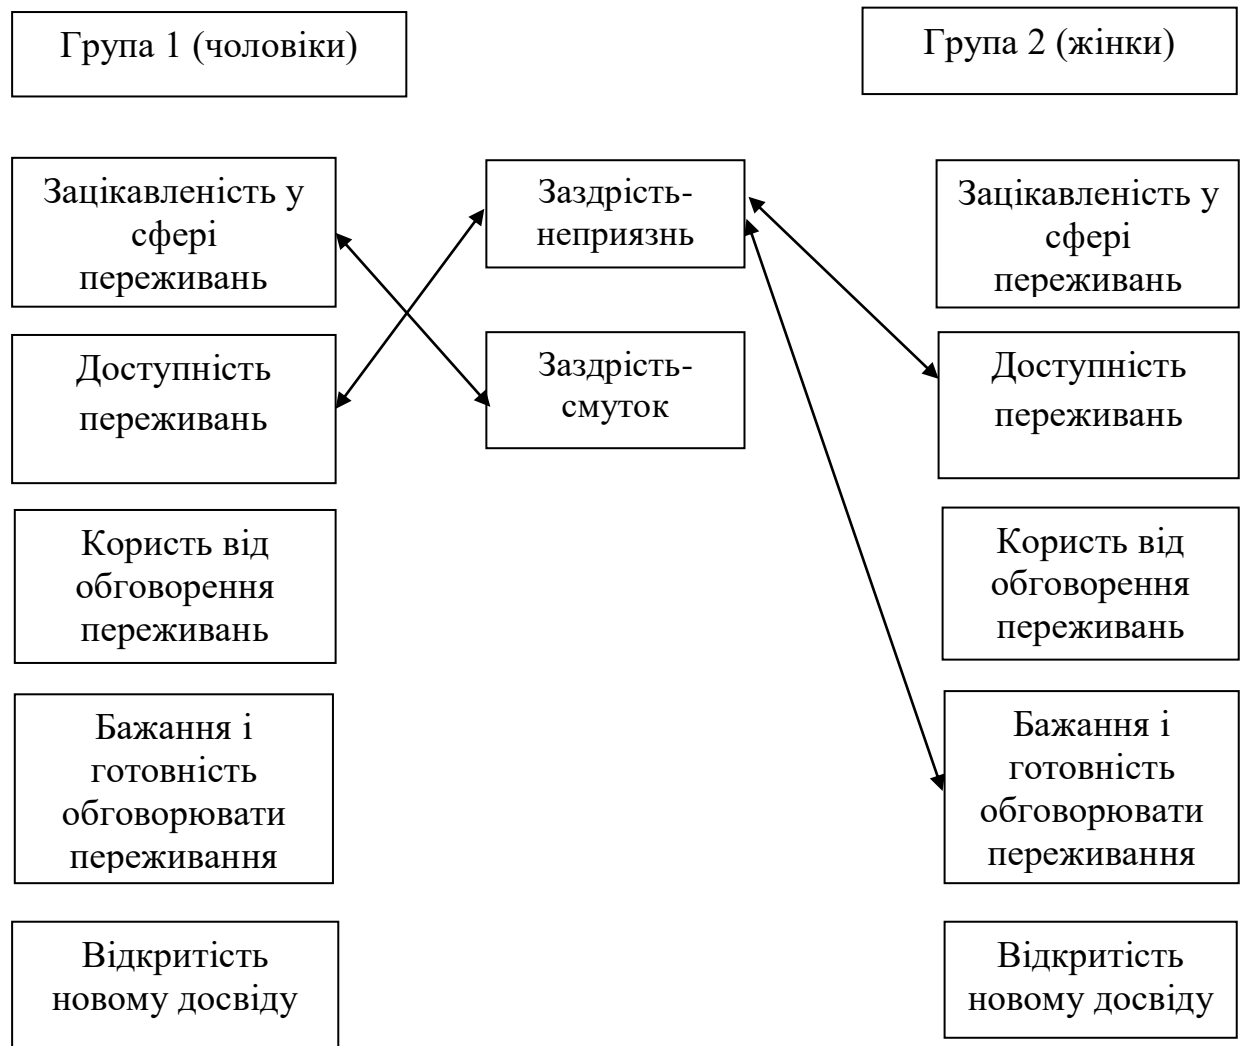 Група 1 (чоловіки)
Група 2 (жінки)
Зацікавленість у
сфері
переживань
Заздрість-
неприязнь
Зацікавленість у
сфері
переживань
Доступність
переживань
Заздрість-
смуток
Доступність
переживань
Користь від
обговорення
переживань
Користь від
обговорення
переживань
Бажання і
готовність
обговорювати
переживання
Бажання і
готовність
обговорювати
переживання
Відкритість
новому досвіду
Відкритість
новому досвіду